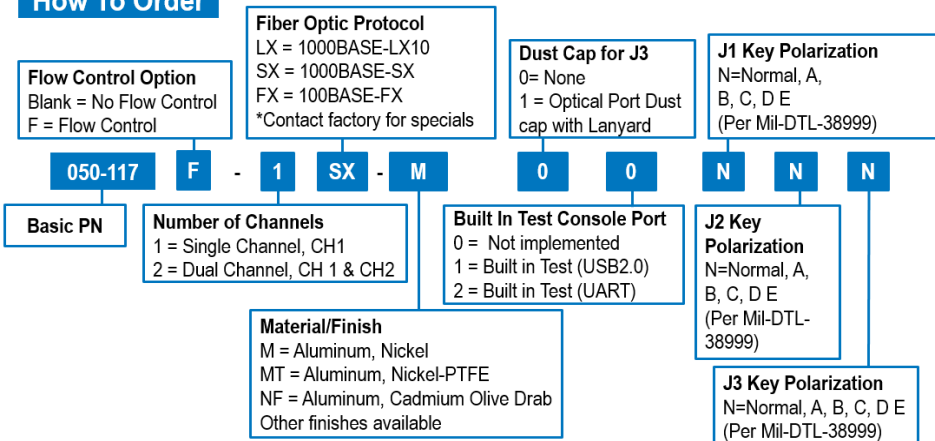 How To Order
Fiber Optic Protocol
LX = 1000BASE-LX10
SX = 1000BASE-SX
FX = 100BASE-FX
*Contact factory for specials
Dust Cap for J3
0= None
1 = Optical Port Dust
cap with Lanyard
J1 Key Polarization
N=Normal, A,
B, C, D E
(Per Mil-DTL-38999)
Flow Control Option
Blank = No Flow Control
F = Flow Control
050-117 F - 1 SX - M 0 0 N N N
Basic PN
Number of Channels
1 = Single Channel, CH1
2 = Dual Channel, CH 1 & CH2
Built In Test Console Port
0 = Not implemented
1 = Built in Test (USB2.0)
2 = Built in Test (UART)
J2 Key
Polarization
N=Normal, A,
B, C, D E
(Per Mil-DTL-
38999)
Material/Finish
M = Aluminum, Nickel
MT = Aluminum, Nickel-PTFE
NF = Aluminum, Cadmium Olive Drab
Other finishes available
J3 Key Polarization
N=Normal, A, B, C, D E
(Per Mil-DTL-38999)